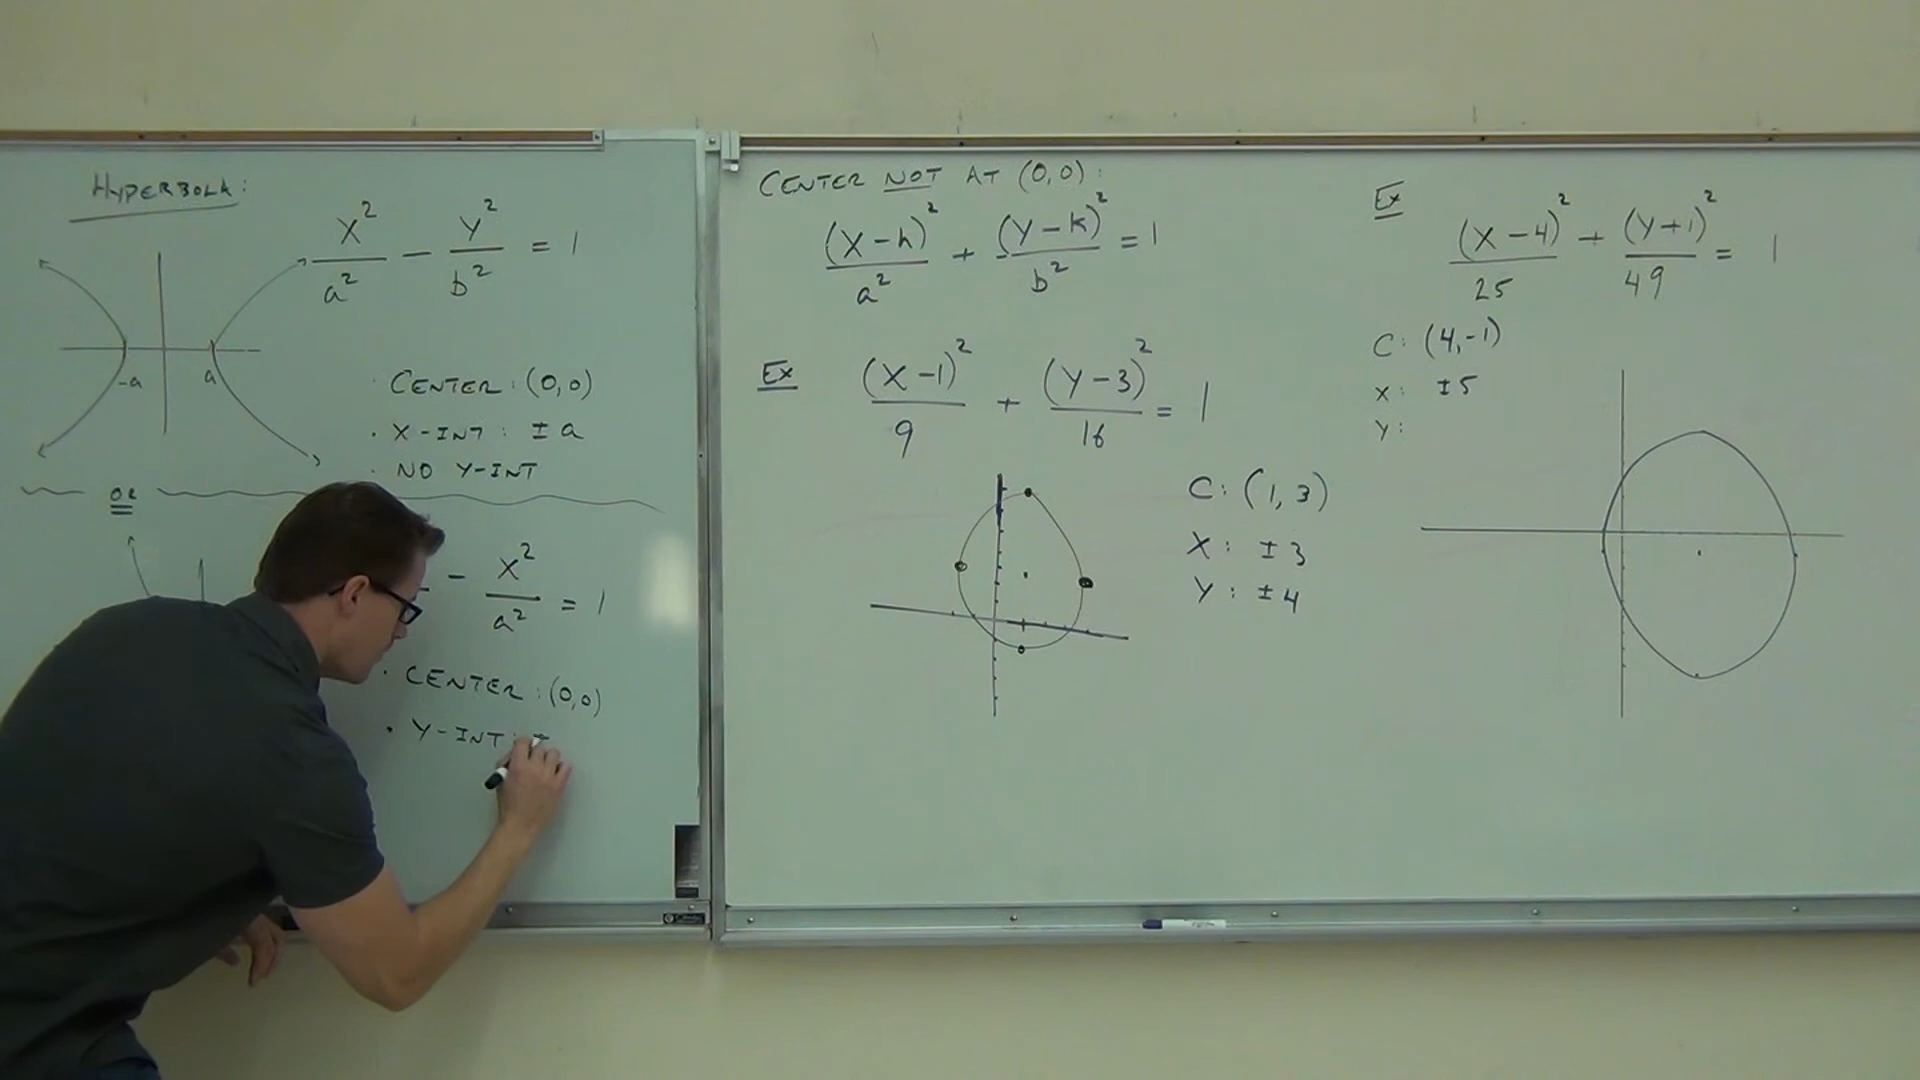 HYPERBOLA:
X²/a² − Y²/b² = 1
-a a
· CENTER: (0,0)
· X-INT: ±a
· NO Y-INT
OR
− X²/a² = 1
· CENTER: (0,0)
· Y-INT: ±
CENTER NOT AT (0,0):
(X−h)²/a² + (Y−k)²/b² = 1
Ex (X−1)²/9 + (Y−3)²/16 = 1
C: (1,3)
X: ±3
Y: ±4
Ex (X−4)²/25 + (Y+1)²/49 = 1
C: (4,-1)
X: ±5
Y: